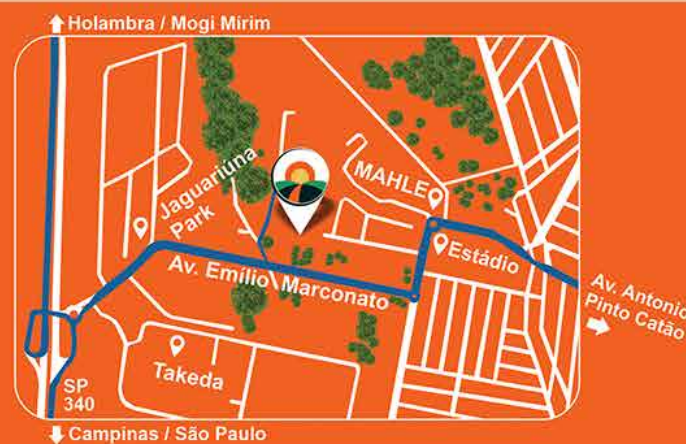 Holambra / Mogi Mirim
Jaguariúna
Park
MAHLE
Estádio
Av. Emílio Marconato
Av. Antonio
Pinto Catão
Takeda
SP
340
Campinas / São Paulo